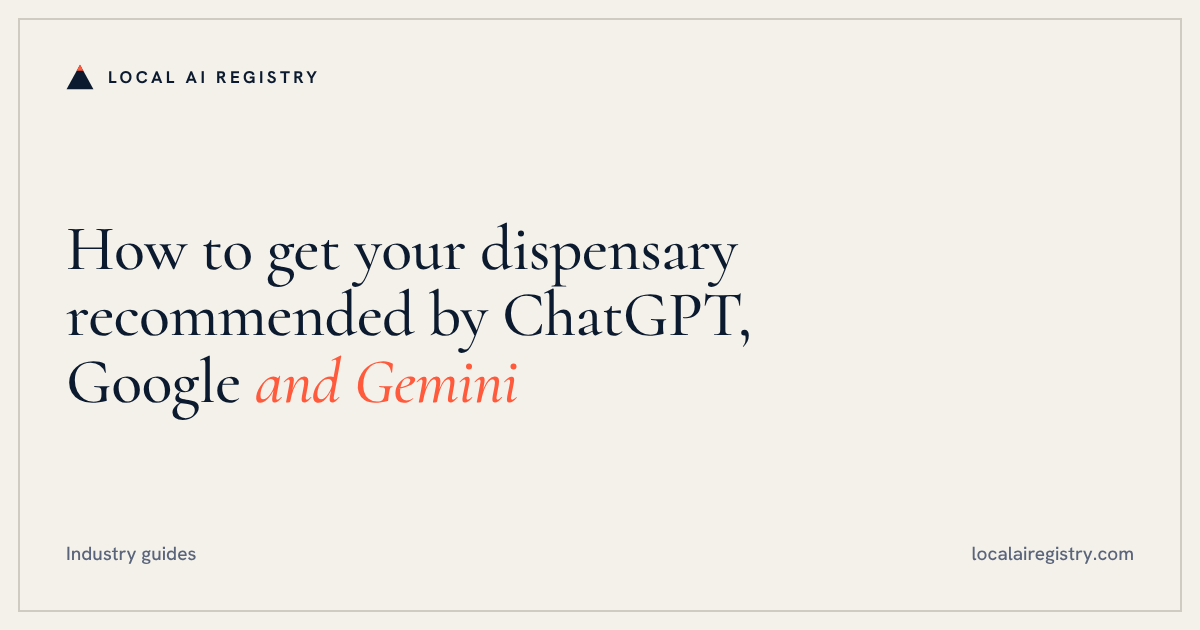 LOCAL AI REGISTRY
How to get your dispensary
recommended by ChatGPT,
Google and Gemini
Industry guides
localairegistry.com